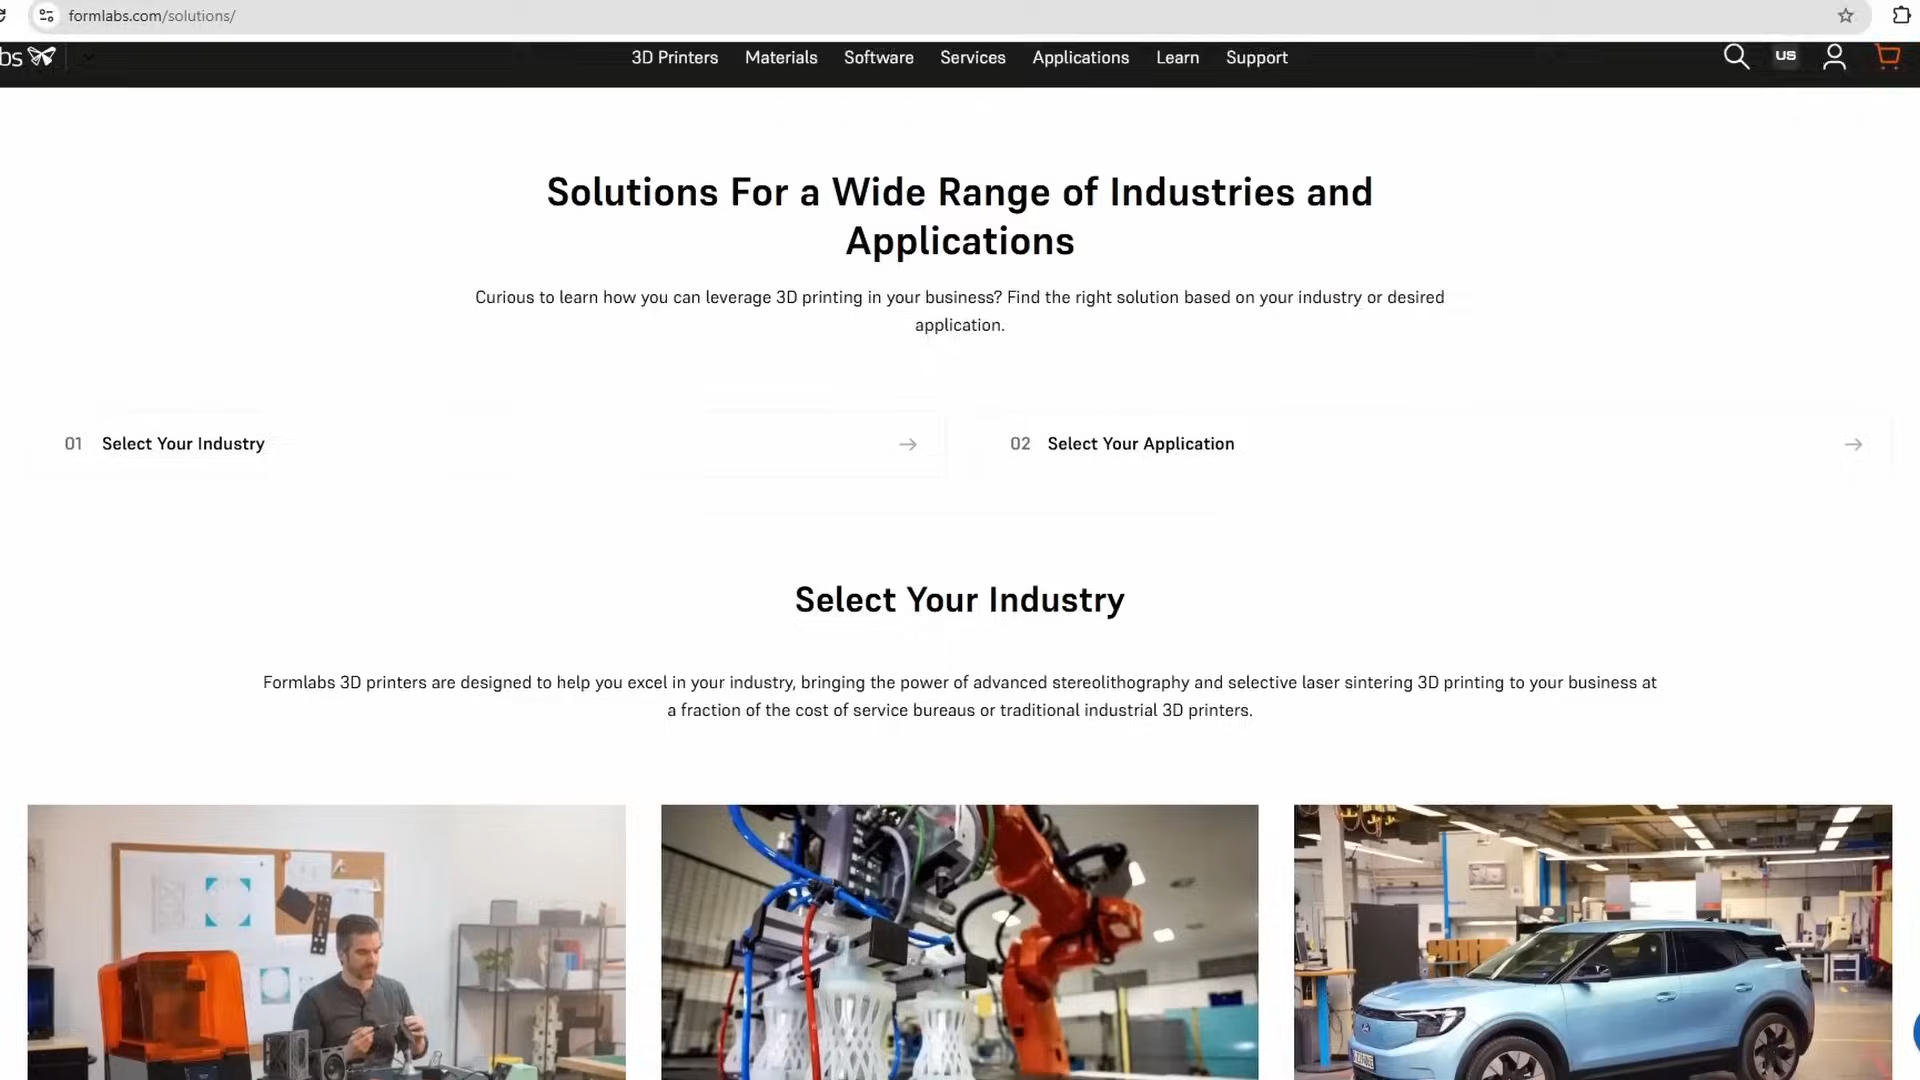 formlabs.com/solutions/
bs
3D Printers Materials Software Services Applications Learn Support
US
Solutions For a Wide Range of Industries and
Applications
Curious to learn how you can leverage 3D printing in your business? Find the right solution based on your industry or desired
application.
01 Select Your Industry
02 Select Your Application
Select Your Industry
Formlabs 3D printers are designed to help you excel in your industry, bringing the power of advanced stereolithography and selective laser sintering 3D printing to your business at
a fraction of the cost of service bureaus or traditional industrial 3D printers.